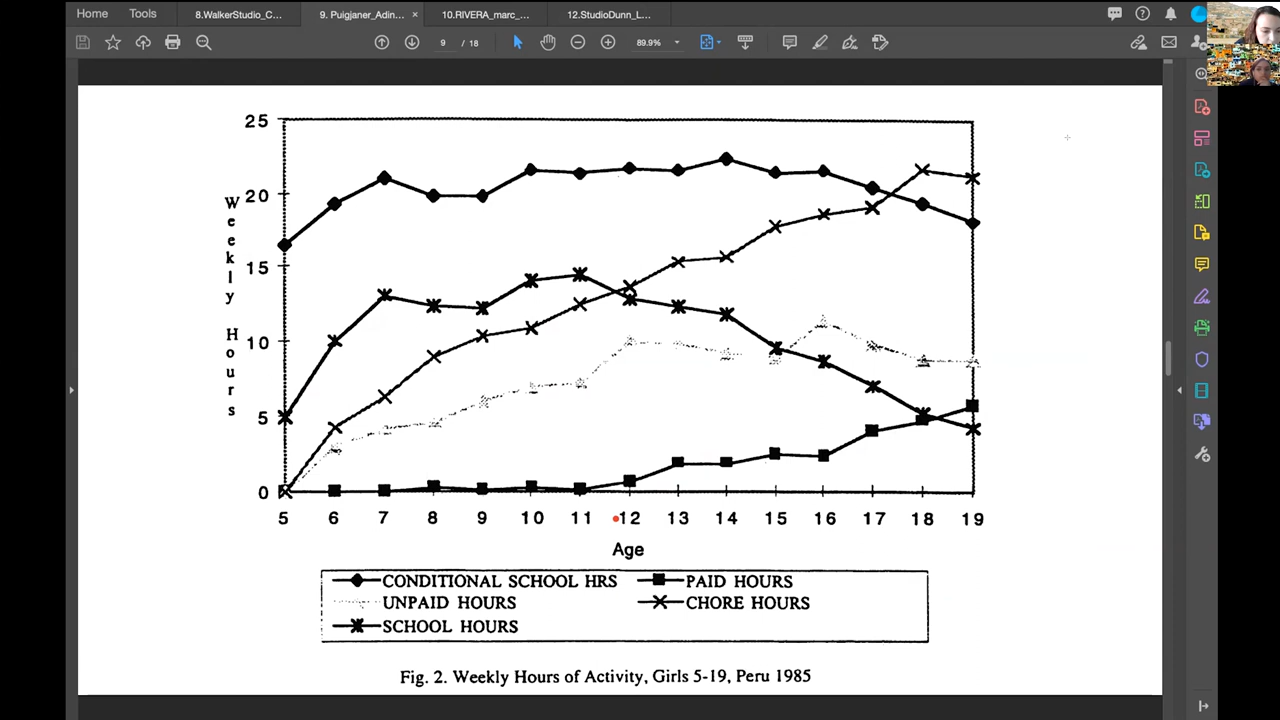 Home Tools 8.WalkerStudio_C... 9. Puigjaner_Adin... × 10.RIVERA_marc_... 12.StudioDunn_L...
9 / 18 89.9%
25
20
15
10
5
0
Weekly Hours
5 6 7 8 9 10 11 12 13 14 15 16 17 18 19
Age
CONDITIONAL SCHOOL HRS PAID HOURS
UNPAID HOURS CHORE HOURS
SCHOOL HOURS
Fig. 2. Weekly Hours of Activity, Girls 5-19, Peru 1985